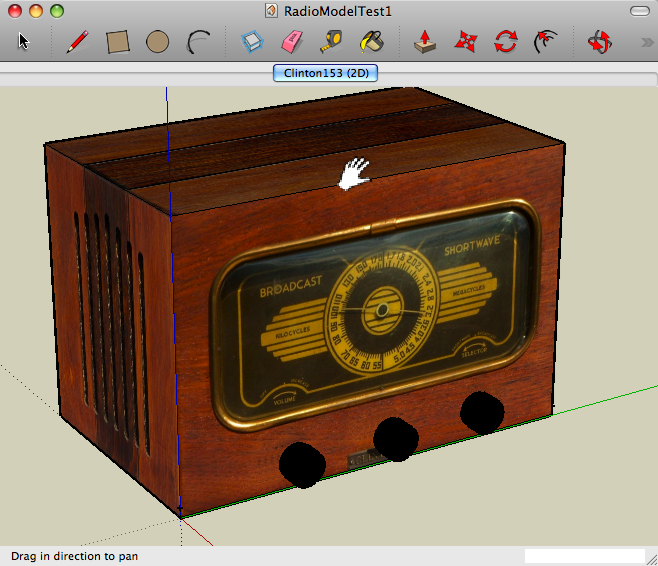 RadioModelTest1
Clinton153 (2D)
BROADCAST
SHORTWAVE
KILOCYCLES
MEGACYCLES
VOLUME
SELECTOR
Drag in direction to pan